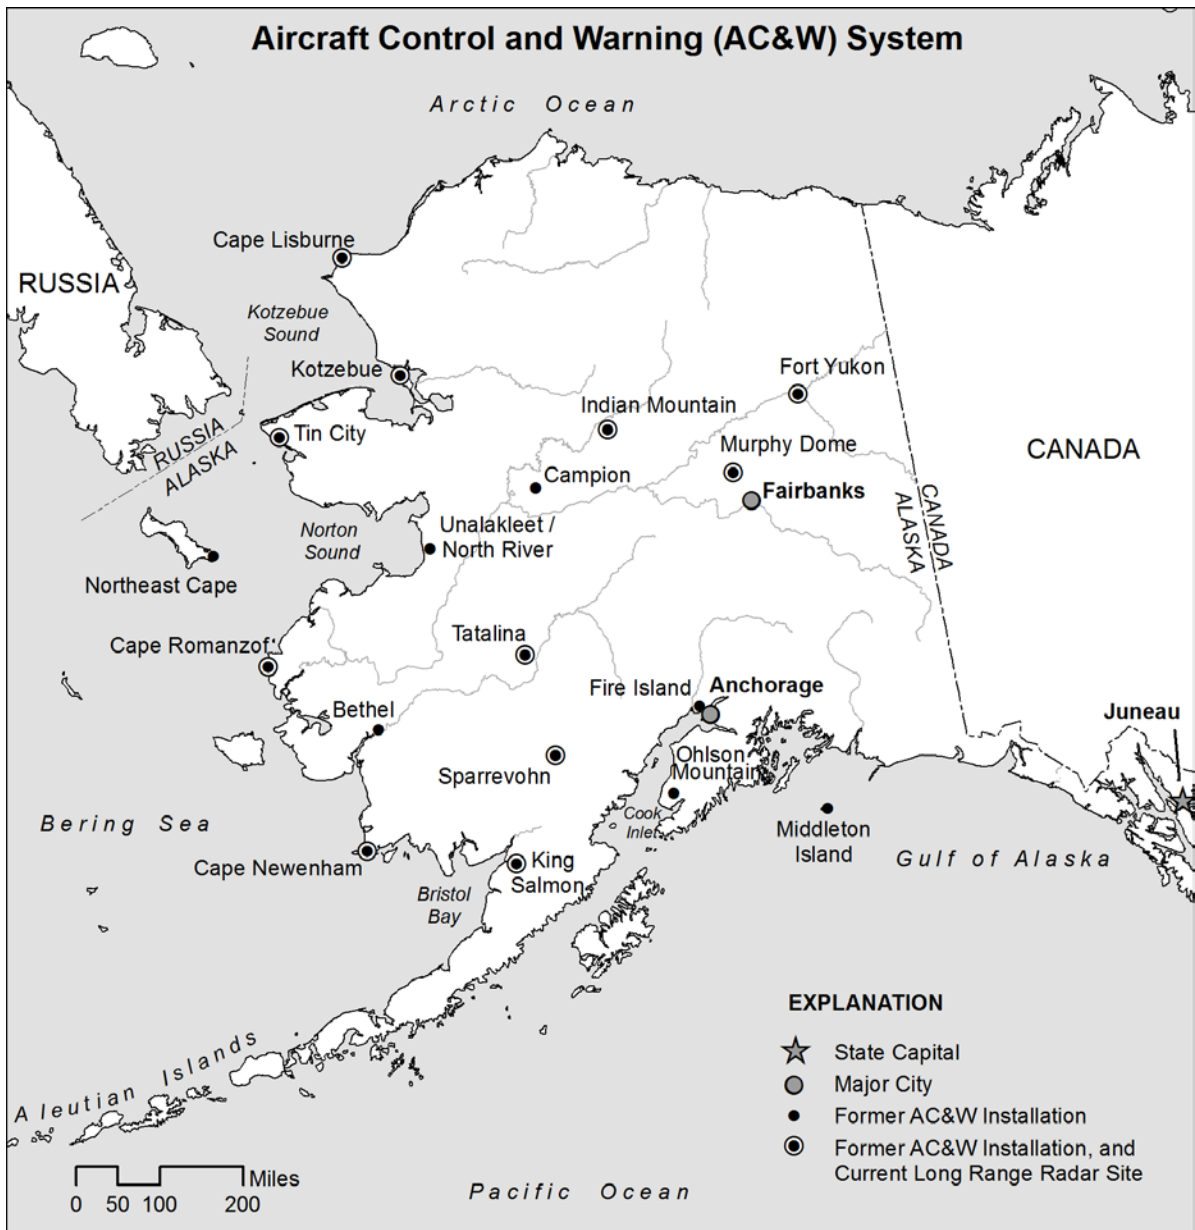 Aircraft Control and Warning (AC&W) System
Arctic Ocean
Cape Lisburne
RUSSIA
Kotzebue
Sound
Kotzebue
Fort Yukon
Indian Mountain
Tin City
RUSSIA
ALASKA
Murphy Dome
CANADA
Campion
Fairbanks
CANADA
ALASKA
Norton
Sound
Unalakleet /
North River
Northeast Cape
Cape Romanzof
Tatalina
Fire Island
Anchorage
Bethel
Juneau
Ohlson
Mountain
Sparrevohn
Cook
Inlet
Bering Sea
Middleton
Island
Gulf of Alaska
Cape Newenham
King
Salmon
Bristol
Bay
Aleutian Islands
EXPLANATION
State Capital
Major City
Former AC&W Installation
Former AC&W Installation, and
Current Long Range Radar Site
Miles
0 50 100 200
Pacific Ocean